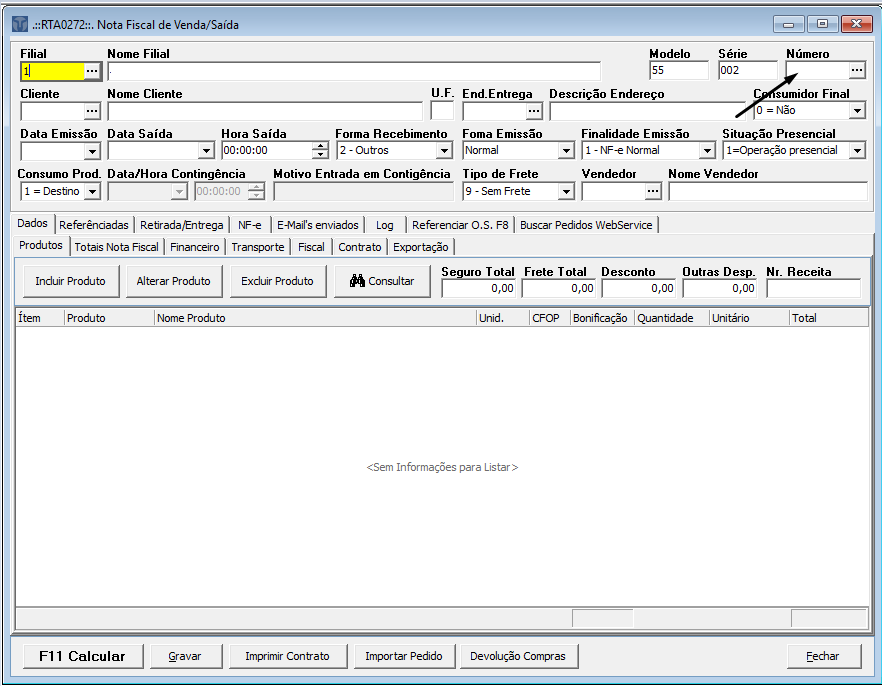 .::RTA0272::. Nota Fiscal de Venda/Saída
Filial Nome Filial Modelo Série Número
1 ... . 55 002 ...
Cliente Nome Cliente U.F. End.Entrega Descrição Endereço Consumidor Final
... ... 0 = Não
Data Emissão Data Saída Hora Saída Forma Recebimento Foma Emissão Finalidade Emissão Situação Presencial
00:00:00 2 - Outros Normal 1 - NF-e Normal 1=Operação presencial
Consumo Prod. Data/Hora Contingência Motivo Entrada em Contigência Tipo de Frete Vendedor Nome Vendedor
1 = Destino 00:00:00 9 - Sem Frete ...
Dados Referênciadas Retirada/Entrega NF-e E-Mail's enviados Log Referenciar O.S. F8 Buscar Pedidos WebService
Produtos Totais Nota Fiscal Financeiro Transporte Fiscal Contrato Exportação
Incluir Produto Alterar Produto Excluir Produto Consultar Seguro Total Frete Total Desconto Outras Desp. Nr. Receita
0,00 0,00 0,00 0,00
Ítem Produto Nome Produto Unid. CFOP Bonificação Quantidade Unitário Total
<Sem Informações para Listar>
F11 Calcular Gravar Imprimir Contrato Importar Pedido Devolução Compras Fechar